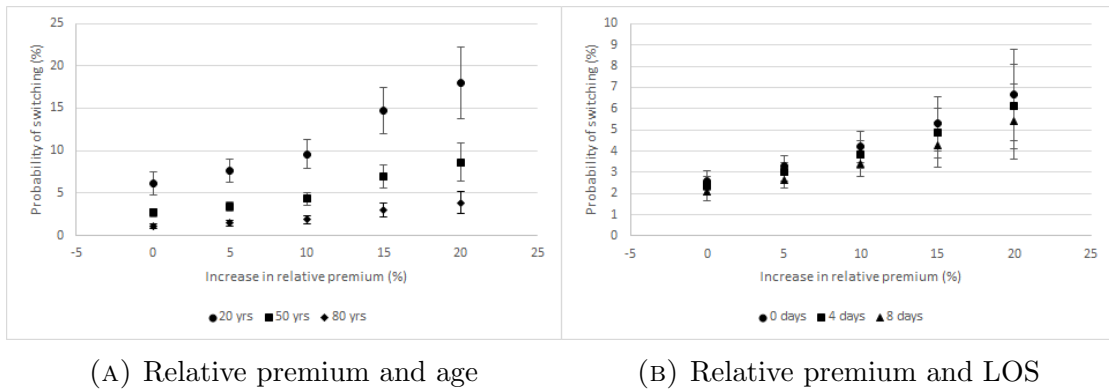 25
20
15
10
5
0
-5 0 5 10 15 20 25
Probability of switching (%)
Increase in relative premium (%)
20 yrs 50 yrs 80 yrs
10
9
8
7
6
5
4
3
2
1
0
-5 0 5 10 15 20 25
Probability of switching (%)
Increase in relative premium (%)
0 days 4 days 8 days
(A) Relative premium and age
(B) Relative premium and LOS